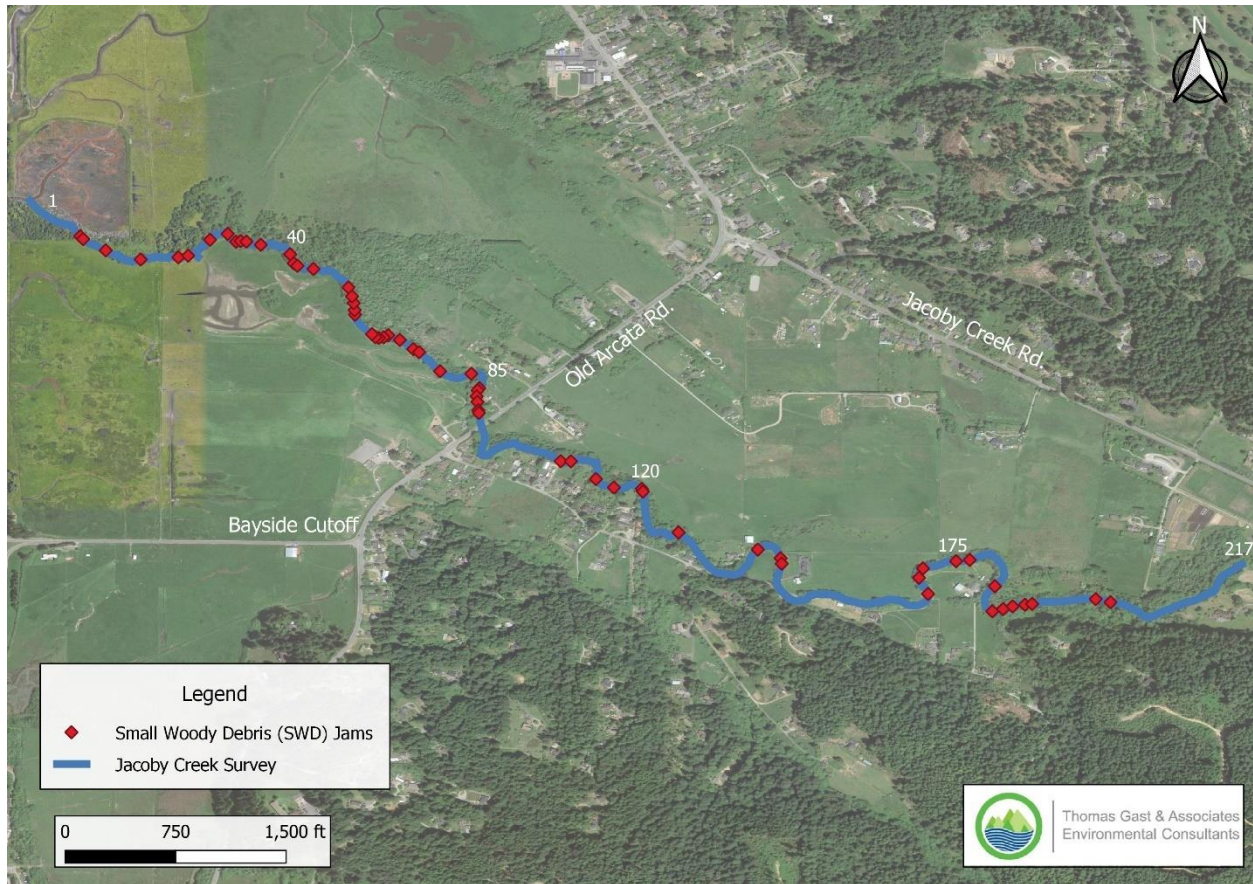 N
1
40
Jacoby Creek Rd.
Old Arcata Rd.
85
120
Bayside Cutoff
175
217
Legend
Small Woody Debris (SWD) Jams
Jacoby Creek Survey
0 750 1,500 ft
Thomas Gast & Associates
Environmental Consultants